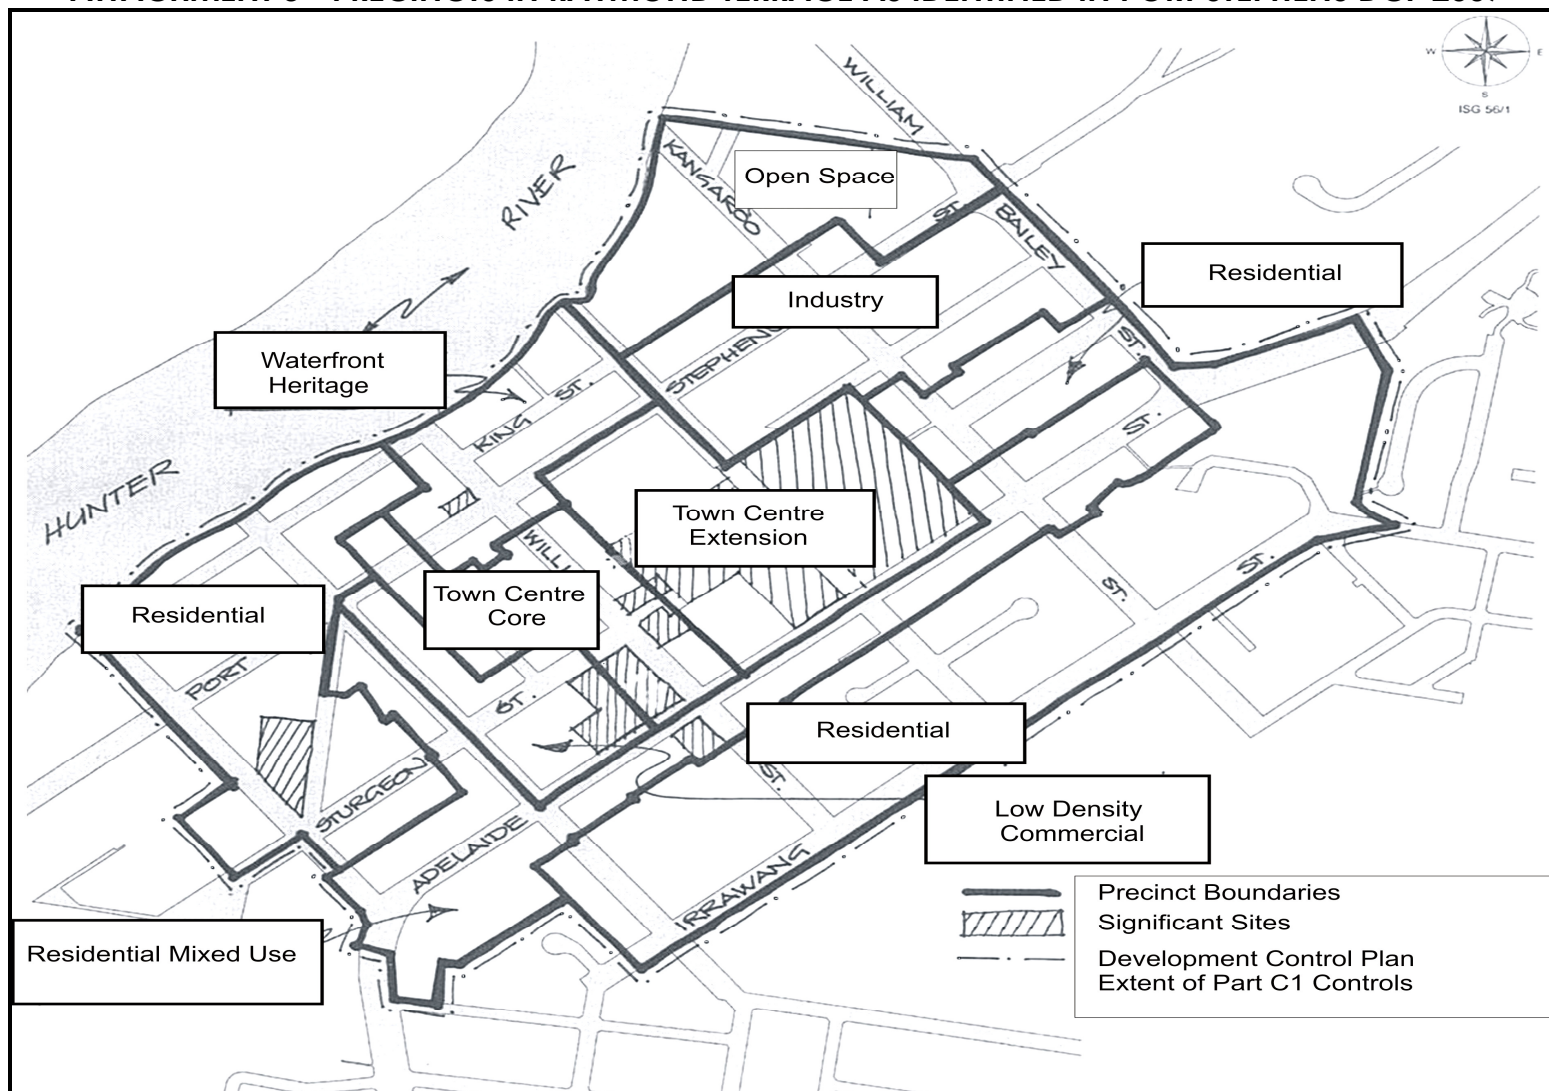 WILLIAM
W
E
S
ISG 56/1
KANGAROO
Open Space
RIVER
ST.
BAILEY
Residential
Industry
ST.
STEPHENS
Waterfront
Heritage
KING ST.
ST.
HUNTER
Town Centre
Extension
ST.
ST.
Residential
Town Centre
Core
PORT
ST.
Residential
ST.
STURGEON
Low Density
Commercial
ADELAIDE
IRRAWANG
Precinct Boundaries
Significant Sites
Development Control Plan
Extent of Part C1 Controls
Residential Mixed Use